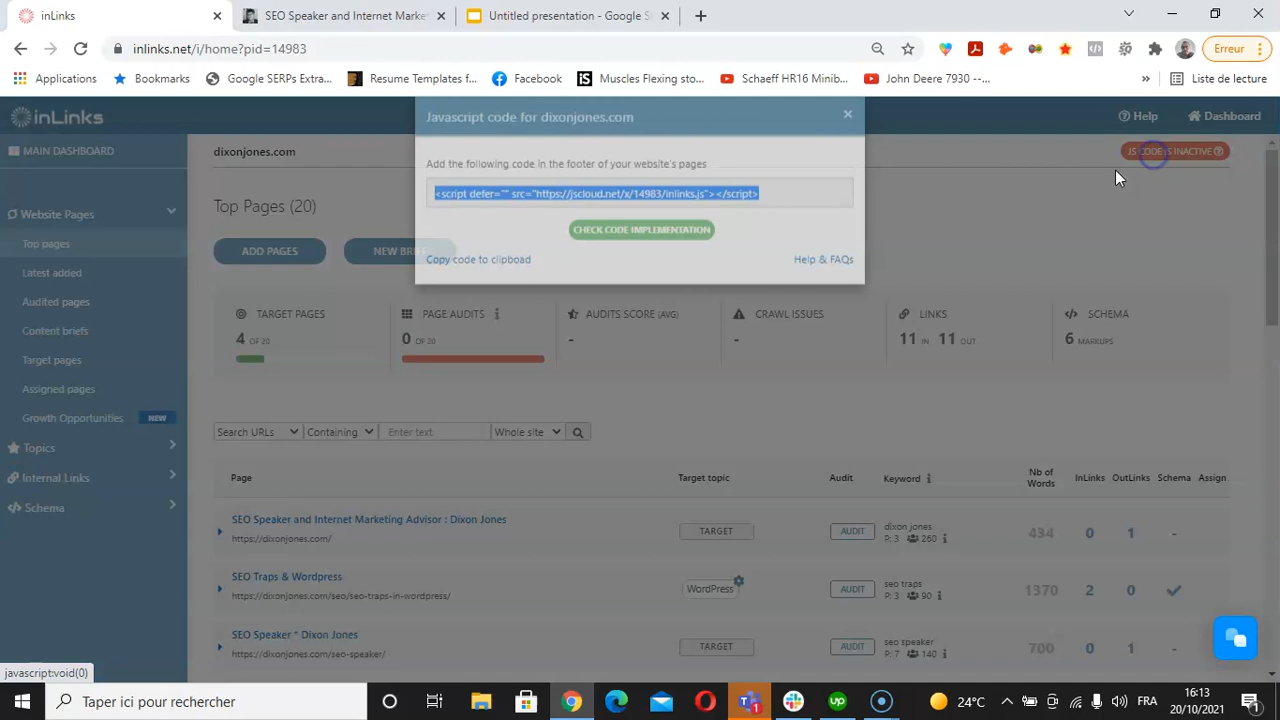 inLinks
SEO Speaker and Internet Market
Untitled presentation - Google S
inlinks.net/i/home?pid=14983
Erreur
Applications
Bookmarks
Google SERPs Extra...
Resume Templates f...
Facebook
Muscles Flexing sto...
Schaeff HR16 Minib...
John Deere 7930 --...
»
Liste de lecture
inLinks
Help
Dashboard
MAIN DASHBOARD
Website Pages
Top pages
Latest added
Audited pages
Content briefs
Target pages
Assigned pages
Growth Opportunities NEW
Topics
Internal Links
Schema
dixonjones.com
JS CODE IS INACTIVE
Javascript code for dixonjones.com
Add the following code in the footer of your website's pages
<script defer="" src="https://jscloud.net/x/14983/inlinks.js"> </script>
CHECK CODE IMPLEMENTATION
Copy code to clipboad
Help & FAQs
Top Pages (20)
ADD PAGES
NEW BRIEF
TARGET PAGES
4 OF 20
PAGE AUDITS
0 OF 20
AUDITS SCORE (AVG)
-
CRAWL ISSUES
-
LINKS
11 IN 11 OUT
SCHEMA
6 MARKUPS
Search URLs
Containing
Enter text
Whole site
Page
Target topic
Audit
Keyword
Nb of
Words
InLinks
OutLinks
Schema
Assign
SEO Speaker and Internet Marketing Advisor : Dixon Jones
https://dixonjones.com/
TARGET
AUDIT
dixon jones
P: 3 260
434
0
1
-
SEO Traps & Wordpress
https://dixonjones.com/seo/seo-traps-in-wordpress/
WordPress
AUDIT
seo traps
P: 3 90
1370
2
0
SEO Speaker * Dixon Jones
https://dixonjones.com/seo-speaker/
TARGET
AUDIT
seo speaker
P: 7 140
700
0
1
-
javascript:void(0)
Taper ici pour rechercher
24°C
FRA
16:13
20/10/2021